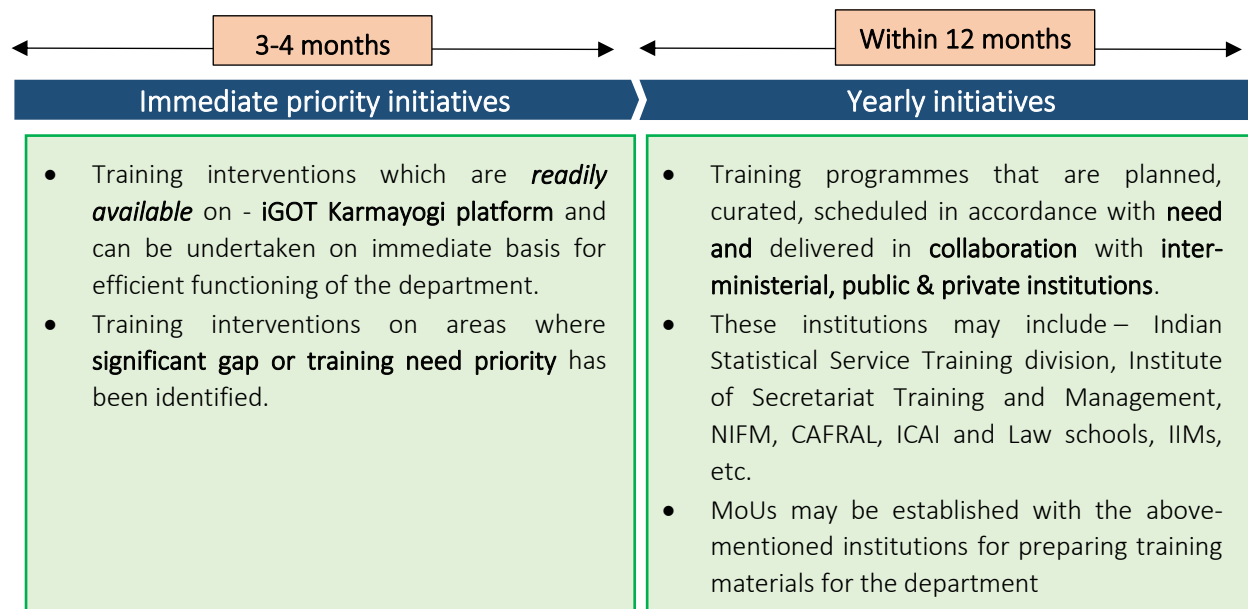 3-4 months
Within 12 months
Immediate priority initiatives
Yearly initiatives
• Training interventions which are readily
available on - iGOT Karmayogi platform and
can be undertaken on immediate basis for
efficient functioning of the department.
• Training interventions on areas where
significant gap or training need priority has
been identified.
• Training programmes that are planned,
curated, scheduled in accordance with need
and delivered in collaboration with inter-
ministerial, public & private institutions.
• These institutions may include – Indian
Statistical Service Training division, Institute
of Secretariat Training and Management,
NIFM, CAFRAL, ICAI and Law schools, IIMs,
etc.
• MoUs may be established with the above-
mentioned institutions for preparing training
materials for the department